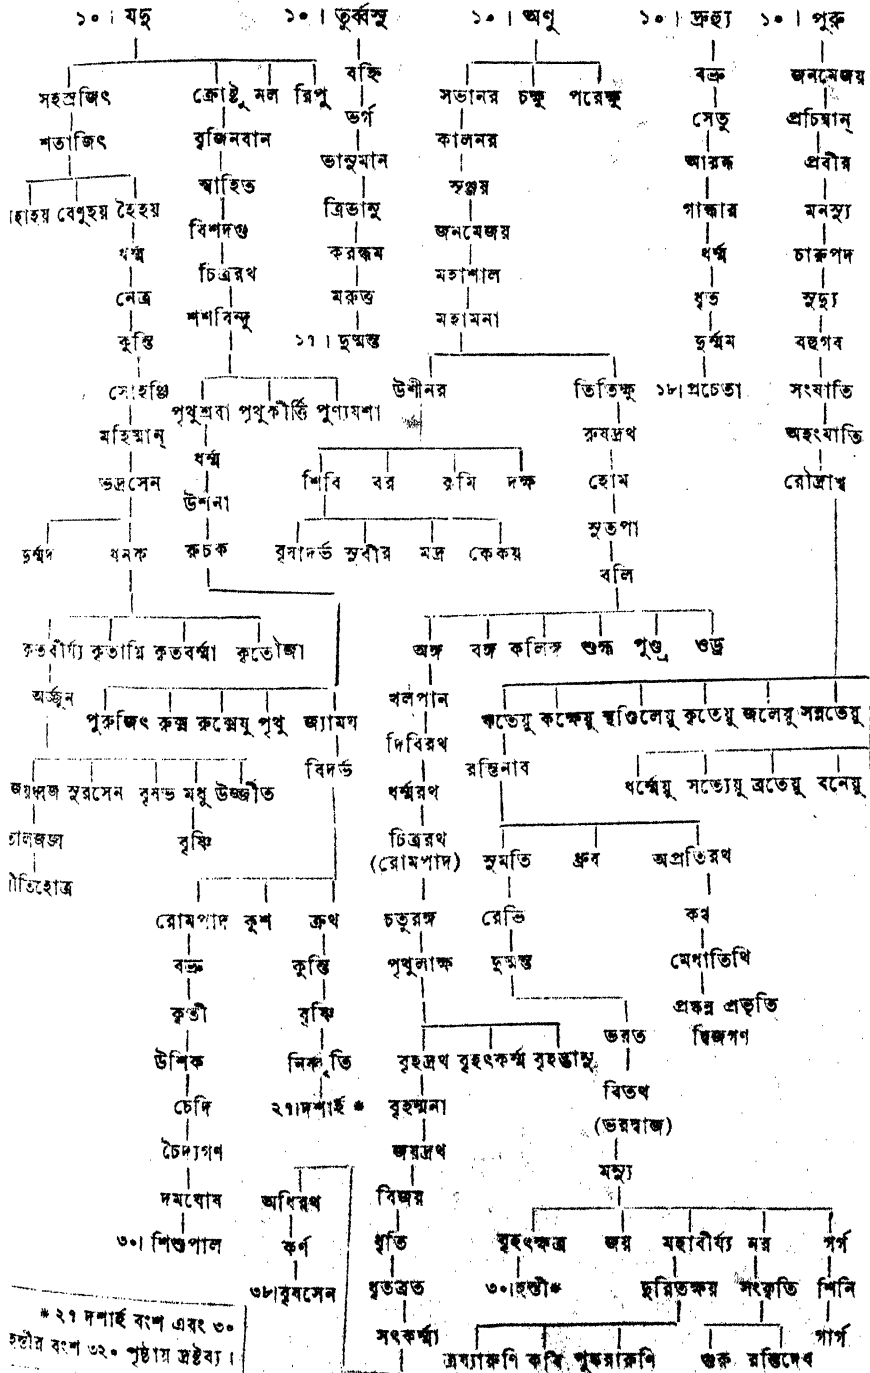 ১০। যদু ১০। তুর্ব্বসু ১০। অণু ১০। দ্রুহ্যু ১০। পুরু
বহ্নি বভ্রু জনমেজয়
সহস্রজিৎ ক্রোষ্টু নল রিপু সভানর চক্ষু পরেক্ষু
ভর্গ সেতু প্রচিন্বান্
শতাজিৎ বৃজিনবান কালনর
ভানুমান আরব্ধ প্রবীর
স্বাহিত সৃঞ্জয়
হাহয় বেণুহয় হৈহয় ত্রিভানু গান্ধার মনস্যু
বিশদগু জনমেজয়
ধর্ম্ম করন্ধম ধর্ম্ম চারুপদ
চিত্ররথ মহাশাল
নেত্র মরুত্ত ধৃত সুদ্যু
শশবিন্দু মহামনা
কুন্তি ১৭। দুষ্মন্ত দুর্ম্মম বহুগব
সোহঞ্জি উশীনর তিতিক্ষু ১৮।প্রচেতা সংযাতি
পৃথুশ্রবা পৃথুকীর্ত্তি পুণ্যযশা
মহিষ্মান্ রুষদ্রথ অহংযাতি
ধর্ম্ম
ভদ্রসেন শিবি বর কৃমি দক্ষ হোম রৌদ্রাশ্ব
উশনা
সুতপা
দুর্ম্মদ ধনক রুচক বৃষাদর্ভ সুবীর মদ্র কেকয়
বলি
কৃতবীর্য্য কৃতাগ্নি কৃতবর্ম্মা কৃতৌজা অঙ্গ বঙ্গ কলিঙ্গ শুহ্ম পুণ্ড্র ওড্র
অর্জ্জুন খলপান
পুরুজিৎ রুক্ম রুক্মেষু পৃথু জ্যামঘ ঋতেয়ু কক্ষেয়ু স্থণ্ডিলেয়ু কৃতেয়ু জলেয়ু সন্নতেয়ু
দিবিরথ
বিদর্ভ রন্তিনাব
জয়ধ্বজ সুরসেন বৃষভ মধু উর্জ্জীত ধর্ম্মরথ ধর্ম্মেয়ু সত্যেয়ু ব্রতেয়ু বনেয়ু
তালজঙ্ঘ বৃষ্ণি চিত্ররথ
(রোমপাদ) সুমতি ধ্রুব অপ্রতিরথ
ীতিহোত্র
রোমপাদ কুশ ক্রথ চতুরঙ্গ রেভি কণ্ব
বভ্রু কুন্তি পৃথুলাক্ষ দুষ্মন্ত মেধাতিথি
কৃতী বৃষ্ণি প্রস্কন্ন প্রভৃতি
ভরত দ্বিজগণ
উশিক নির্ব্বৃতি বৃহদ্রথ বৃহৎকর্ম্ম বৃহদ্ভানু
বিতথ
চেদি ২৭।দশার্হ * বৃহন্মনা
(ভরদ্বাজ)
চৈদ্যগণ জয়দ্রথ
মন্যু
দমঘোষ অধিরথ বিজয়
৩০। শিশুপাল কর্ণ ধৃতি বৃহৎক্ষত্র জয় মহাবীর্য্য নর গর্গ
৩৮।বৃষসেন ধৃতব্রত ৩০।হস্তী* দুরিতক্ষয় সংকৃতি শিনি
* ২৭ দশার্হ বংশ এবং ৩০ সৎকর্ম্মা গার্গ
হস্তীর বংশ ৩২০ পৃষ্ঠায় দ্রষ্টব্য। ত্রয্যারুণি কবি পুষ্করারুণি গুরু রন্তিদেব